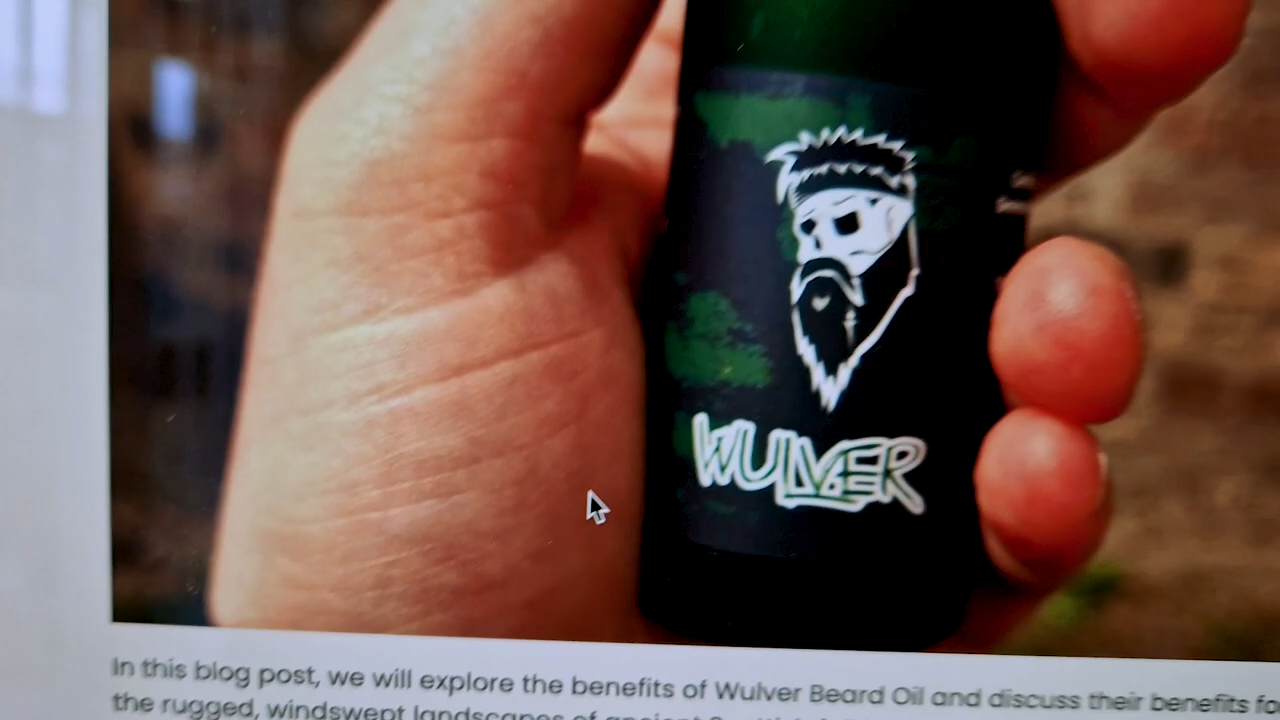 WULVER
In this blog post, we will explore the benefits of Wulver Beard Oil and discuss their benefits
the rugged, windswept landscapes of ancient